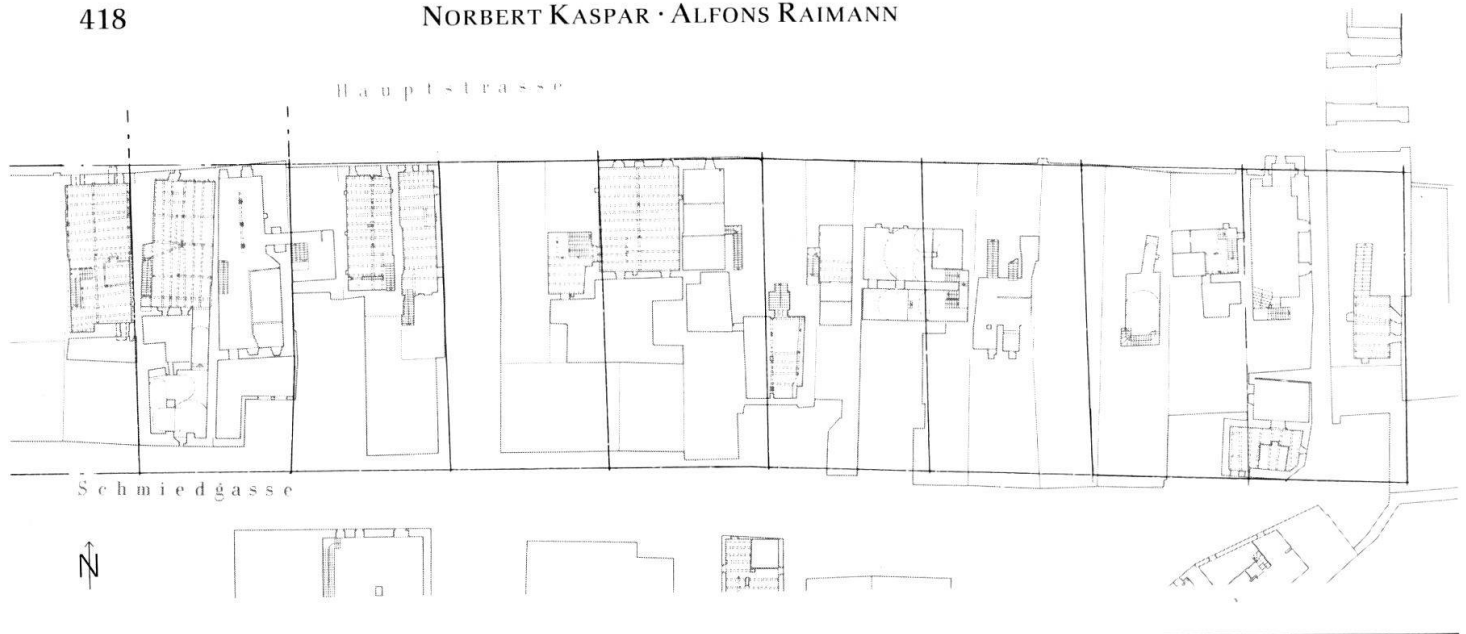 418
NORBERT KASPAR · ALFONS RAIMANN
Hauptstrasse
Schmiedgasse
N